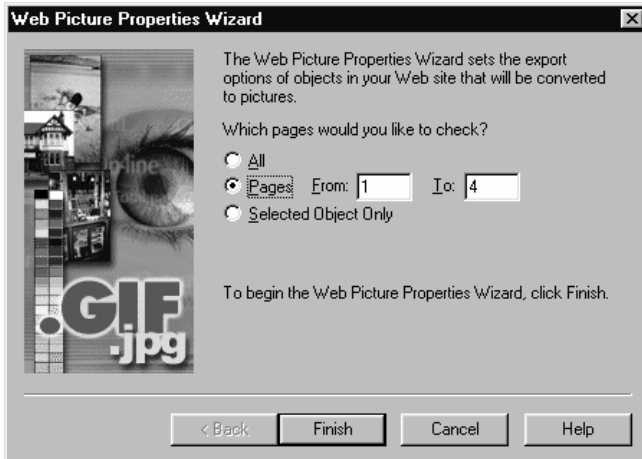 Web Picture Properties Wizard
The Web Picture Properties Wizard sets the export
options of objects in your Web site that will be converted
to pictures.
Which pages would you like to check?
All
Pages From: 1 To: 4
Selected Object Only
To begin the Web Picture Properties Wizard, click Finish.
n-line
.GIF
.jpg
< Back Finish Cancel Help